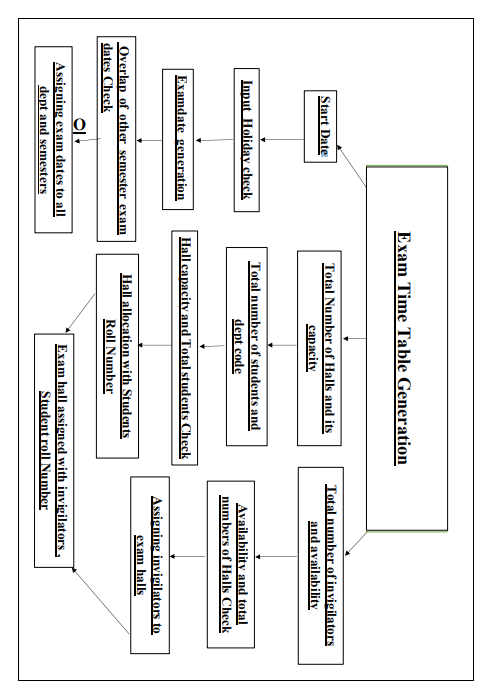 Exam Time Table Generation
Start Date
Input Holiday check
Examdate generation
Overlap of other semester exam
dates Check
O
Assigning exam dates to all
dept and semesters
Total Number of Halls and its
capacity
Total number of students and
dept code
Hall capacity and Total students Check
Hall allocation with Students
Roll Number
Exam hall assigned with invigilators ,
Student roll Number
Total number of invigilators
and availability
Availability and total
numbers of Halls Check
Assigning invigilators to
exam halls